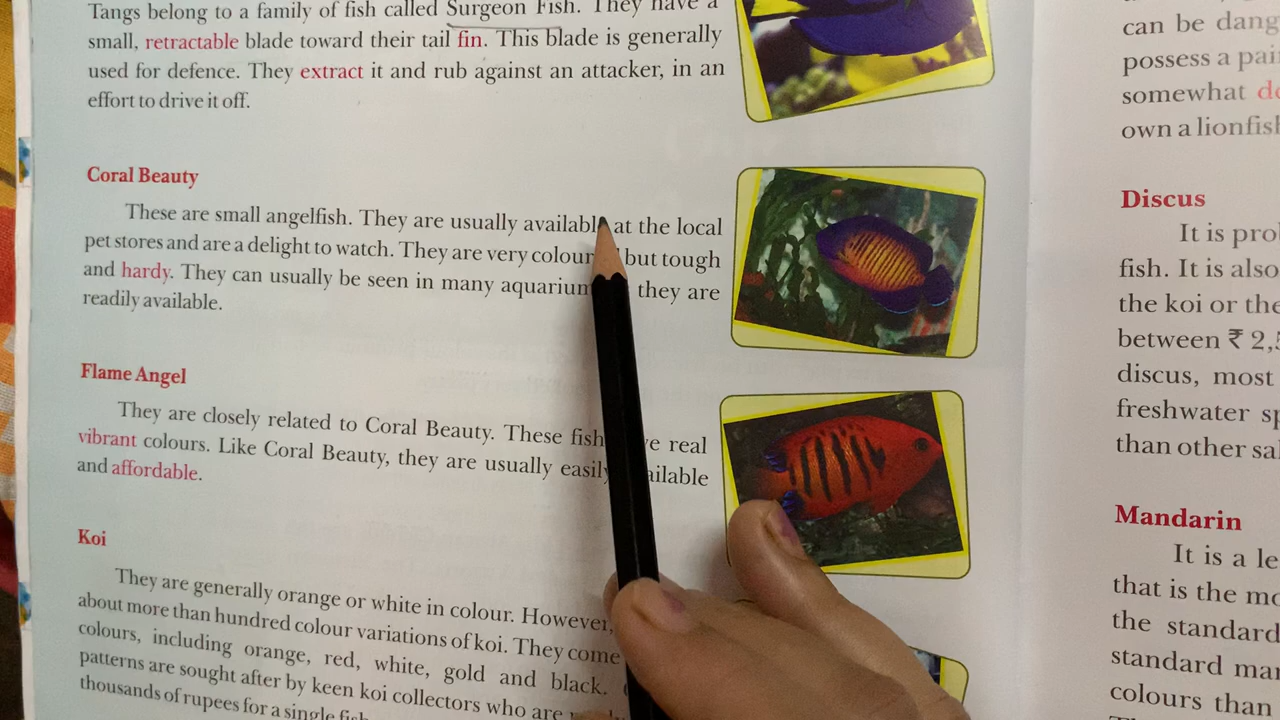 Tangs belong to a family of fish called Surgeon Fish. They have a
small, retractable blade toward their tail fin. This blade is generally
used for defence. They extract it and rub against an attacker, in an
effort to drive it off.
Coral Beauty
These are small angelfish. They are usually available at the local
pet stores and are a delight to watch. They are very colour but tough
and hardy. They can usually be seen in many aquarium they are
readily available.
Flame Angel
They are closely related to Coral Beauty. These fish real
vibrant colours. Like Coral Beauty, they are usually easily available
and affordable.
Koi
They are generally orange or white in colour. However,
about more than hundred colour variations of koi. They come
colours, including orange, red, white, gold and black.
patterns are sought after by keen koi collectors who are
thousands of rupees for a single fish
can be dang
possess a pai
somewhat
own a lionfish
Discus
It is pro
fish. It is also
the koi or the
between ₹ 2,5
discus, most
freshwater sp
than other sal
Mandarin
It is a le
that is the mo
the standard
standard man
colours than